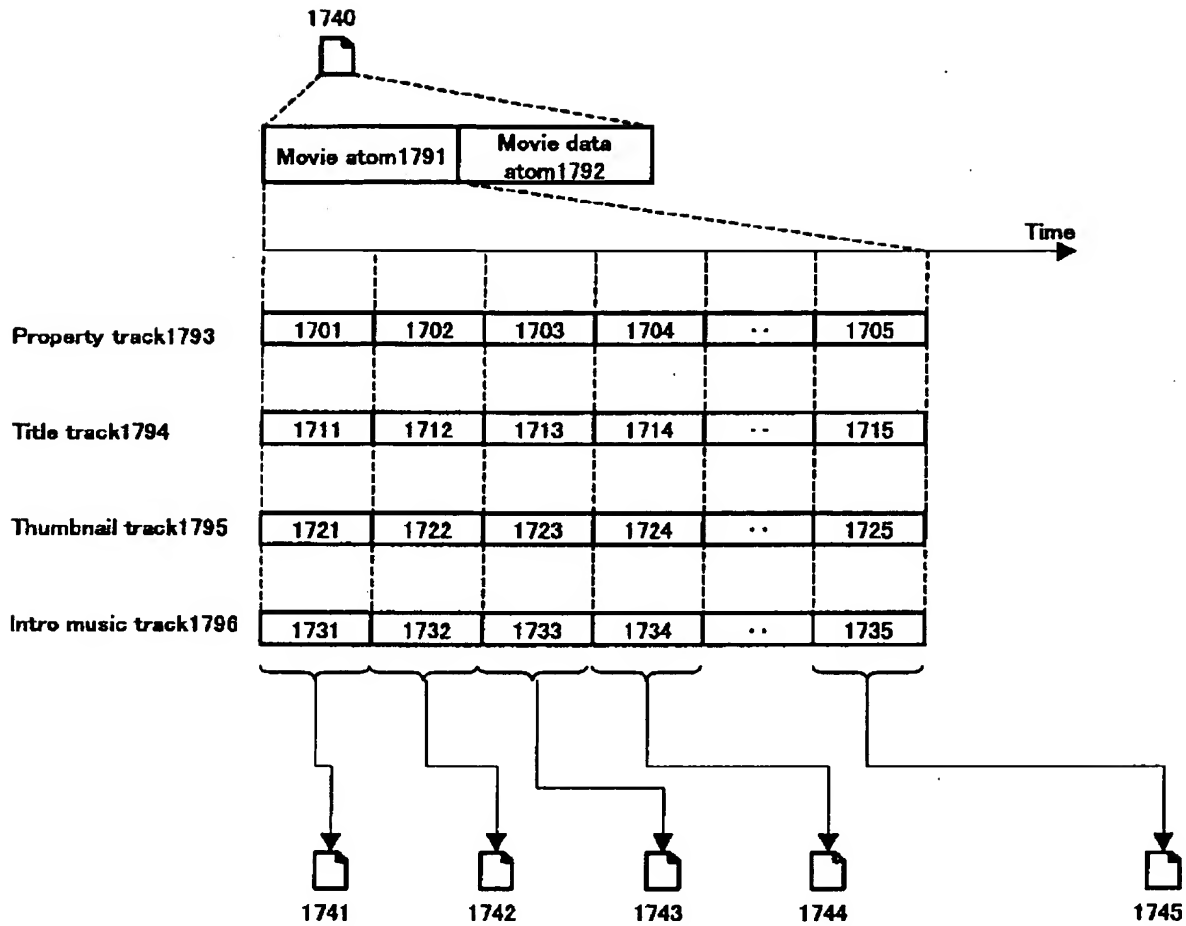 1740
Movie atom1791
Movie data
atom1792
Time
Property track1793
1701 1702 1703 1704 ·· 1705
Title track1794
1711 1712 1713 1714 ·· 1715
Thumbnail track1795
1721 1722 1723 1724 ·· 1725
Intro music track1796
1731 1732 1733 1734 ·· 1735
1741 1742 1743 1744 1745